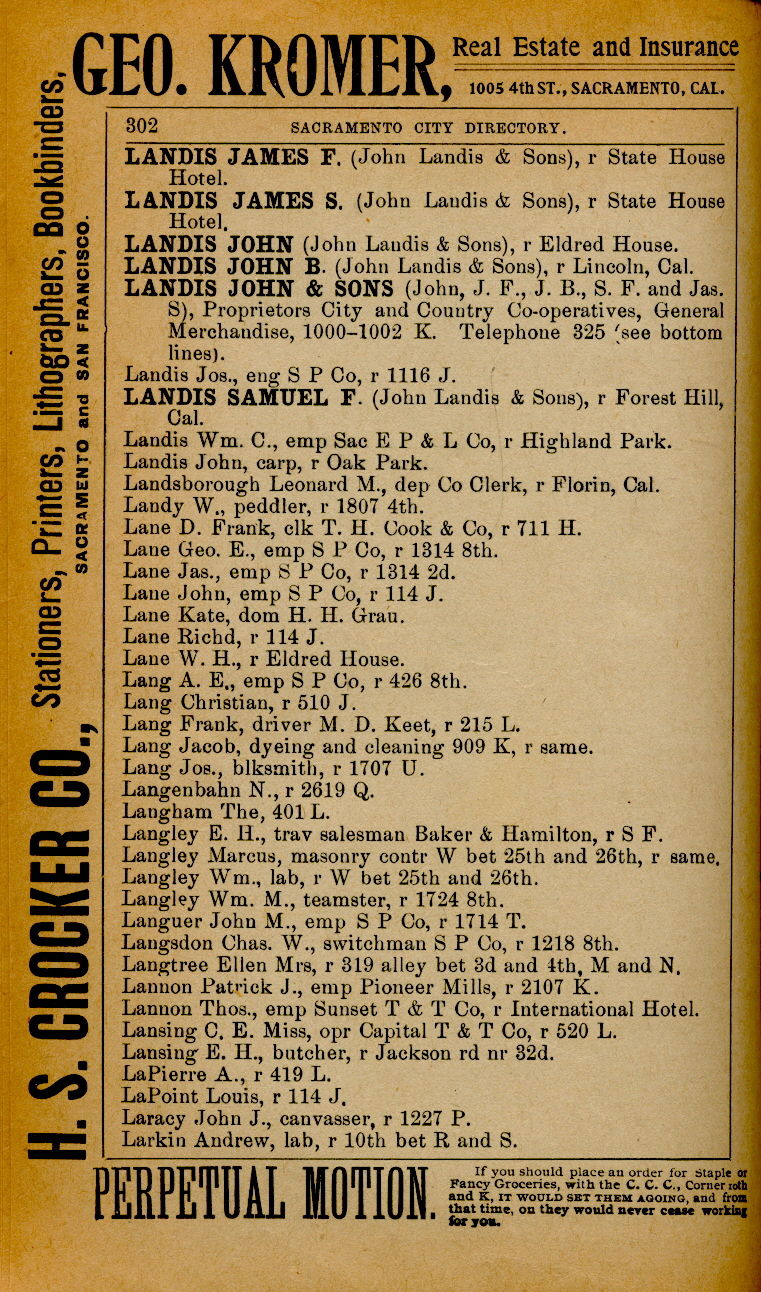 GEO. KROMER, Real Estate and Insurance
1005 4th ST., SACRAMENTO, CAL.
H. S. CROCKER CO., Stationers, Printers, Lithographers, Bookbinders,
SACRAMENTO and SAN FRANCISCO.
302 SACRAMENTO CITY DIRECTORY.
LANDIS JAMES F. (John Landis & Sons), r State House
Hotel.
LANDIS JAMES S. (John Landis & Sons), r State House
Hotel.
LANDIS JOHN (John Landis & Sons), r Eldred House.
LANDIS JOHN B. (John Landis & Sons), r Lincoln, Cal.
LANDIS JOHN & SONS (John, J. F., J. B., S. F. and Jas.
S), Proprietors City and Country Co-operatives, General
Merchandise, 1000-1002 K. Telephone 325 (see bottom
lines).
Landis Jos., eng S P Co, r 1116 J.
LANDIS SAMUEL F. (John Landis & Sons), r Forest Hill,
Cal.
Landis Wm. C., emp Sac E P & L Co, r Highland Park.
Landis John, carp, r Oak Park.
Landsborough Leonard M., dep Co Clerk, r Florin, Cal.
Landy W., peddler, r 1807 4th.
Lane D. Frank, clk T. H. Cook & Co, r 711 H.
Lane Geo. E., emp S P Co, r 1314 8th.
Lane Jas., emp S P Co, r 1314 2d.
Lane John, emp S P Co, r 114 J.
Lane Kate, dom H. H. Grau.
Lane Richd, r 114 J.
Lane W. H., r Eldred House.
Lang A. E., emp S P Co, r 426 8th.
Lang Christian, r 510 J.
Lang Frank, driver M. D. Keet, r 215 L.
Lang Jacob, dyeing and cleaning 909 K, r same.
Lang Jos., blksmith, r 1707 U.
Langenbahn N., r 2619 Q.
Langham The, 401 L.
Langley E. H., trav salesman Baker & Hamilton, r S F.
Langley Marcus, masonry contr W bet 25th and 26th, r same.
Langley Wm., lab, r W bet 25th and 26th.
Langley Wm. M., teamster, r 1724 8th.
Languer John M., emp S P Co, r 1714 T.
Langsdon Chas. W., switchman S P Co, r 1218 8th.
Langtree Ellen Mrs, r 319 alley bet 3d and 4th, M and N.
Lannon Patrick J., emp Pioneer Mills, r 2107 K.
Lannon Thos., emp Sunset T & T Co, r International Hotel.
Lansing C. E. Miss, opr Capital T & T Co, r 520 L.
Lansing E. H., butcher, r Jackson rd nr 32d.
LaPierre A., r 419 L.
LaPoint Louis, r 114 J.
Laracy John J., canvasser, r 1227 P.
Larkin Andrew, lab, r 10th bet R and S.
PERPETUAL MOTION. If you should place an order for Staple or
Fancy Groceries, with the C. C. C., Corner 10th
and K, IT WOULD SET THEM AGOING, and from
that time, on they would never cease working
for you.